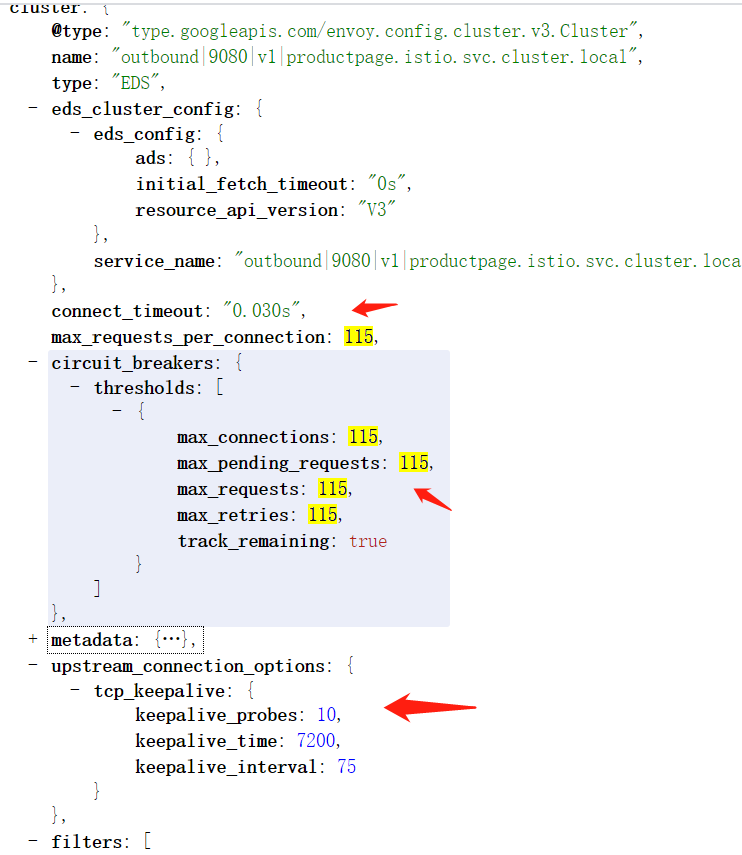 cluster: {
@type: "type.googleapis.com/envoy.config.cluster.v3.Cluster",
name: "outbound|9080|v1|productpage.istio.svc.cluster.local",
type: "EDS",
- eds_cluster_config: {
- eds_config: {
ads: { },
initial_fetch_timeout: "0s",
resource_api_version: "V3"
},
service_name: "outbound|9080|v1|productpage.istio.svc.cluster.loca
},
connect_timeout: "0.030s",
max_requests_per_connection: 115,
- circuit_breakers: {
- thresholds: [
- {
max_connections: 115,
max_pending_requests: 115,
max_requests: 115,
max_retries: 115,
track_remaining: true
}
]
},
+ metadata: {…},
- upstream_connection_options: {
- tcp_keepalive: {
keepalive_probes: 10,
keepalive_time: 7200,
keepalive_interval: 75
}
},
- filters: [